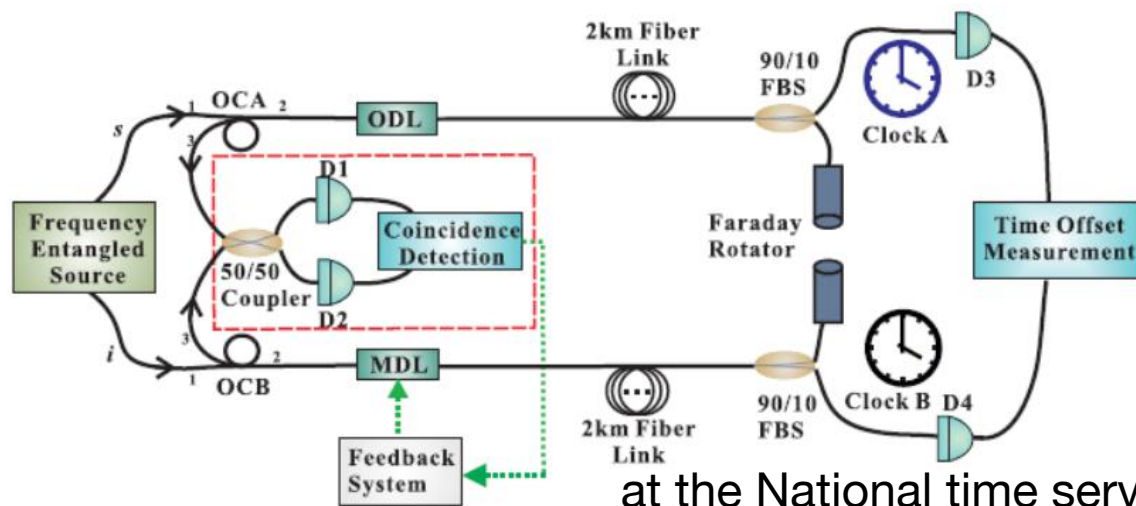 2km Fiber
Link
90/10
FBS
D3
OCA
1
2
3
s
ODL
Clock A
D1
Frequency
Entangled
Source
Coincidence
Detection
Faraday
Rotator
Time Offset
Measurement
50/50
Coupler
D2
3
i
1
2
OCB
MDL
Clock B
D4
2km Fiber
Link
90/10
FBS
Feedback
System
at the National time serv